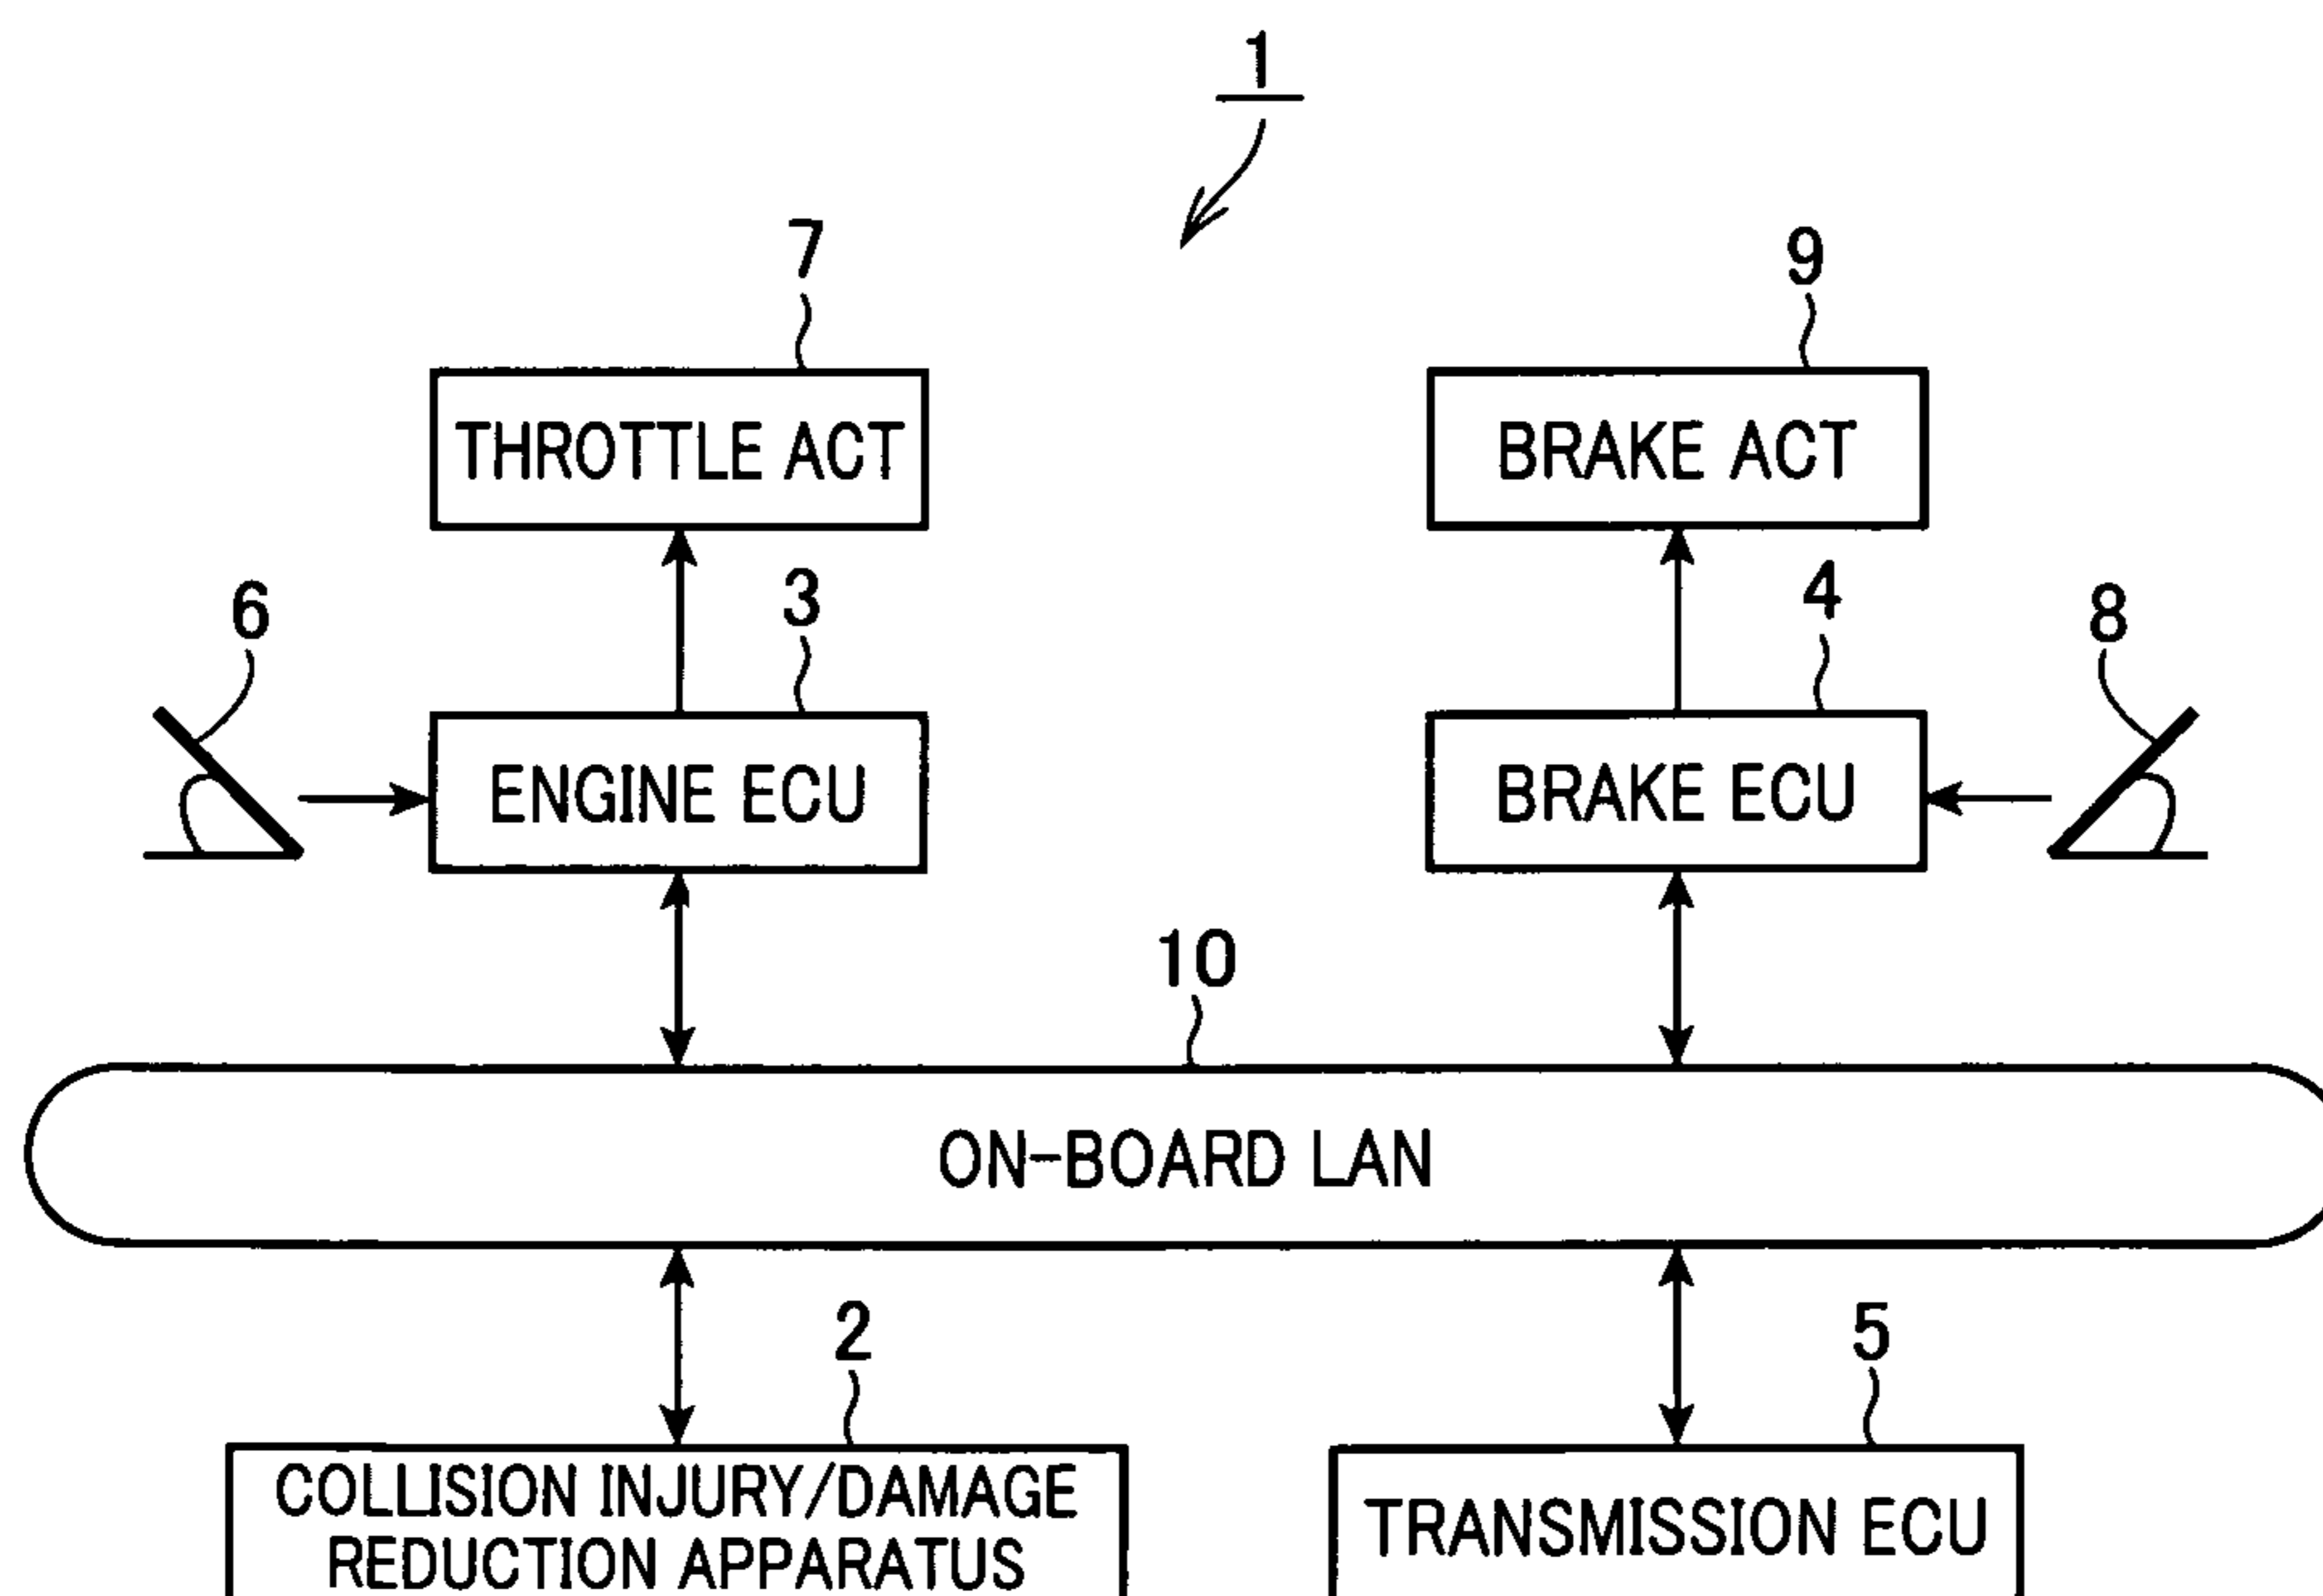 1
7
9
THROTTLE ACT
BRAKE ACT
6
3
4
8
ENGINE ECU
BRAKE ECU
10
ON-BOARD LAN
2
5
COLLISION INJURY/DAMAGE
REDUCTION APPARATUS
TRANSMISSION ECU